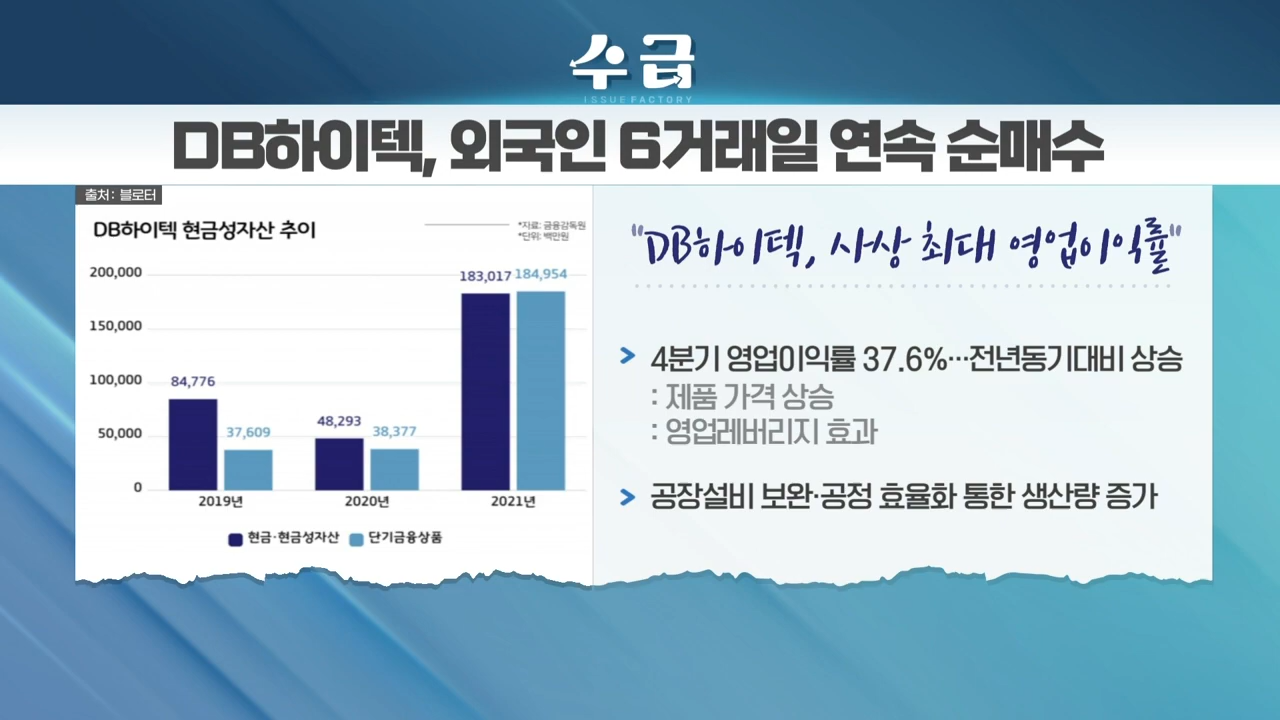 수급
ISSUE FACTORY
DB하이텍, 외국인 6거래일 연속 순매수
출처: 블로터
DB하이텍 현금성자산 추이
*자료: 금융감독원
*단위: 백만원
200,000
150,000
100,000
50,000
0
84,776
37,609
48,293
38,377
183,017
184,954
2019년
2020년
2021년
현금·현금성자산
단기금융상품
"DB하이텍, 사상 최대 영업이익률"
> 4분기 영업이익률 37.6%···전년동기대비 상승
: 제품 가격 상승
: 영업레버리지 효과
> 공장설비 보완·공정 효율화 통한 생산량 증가